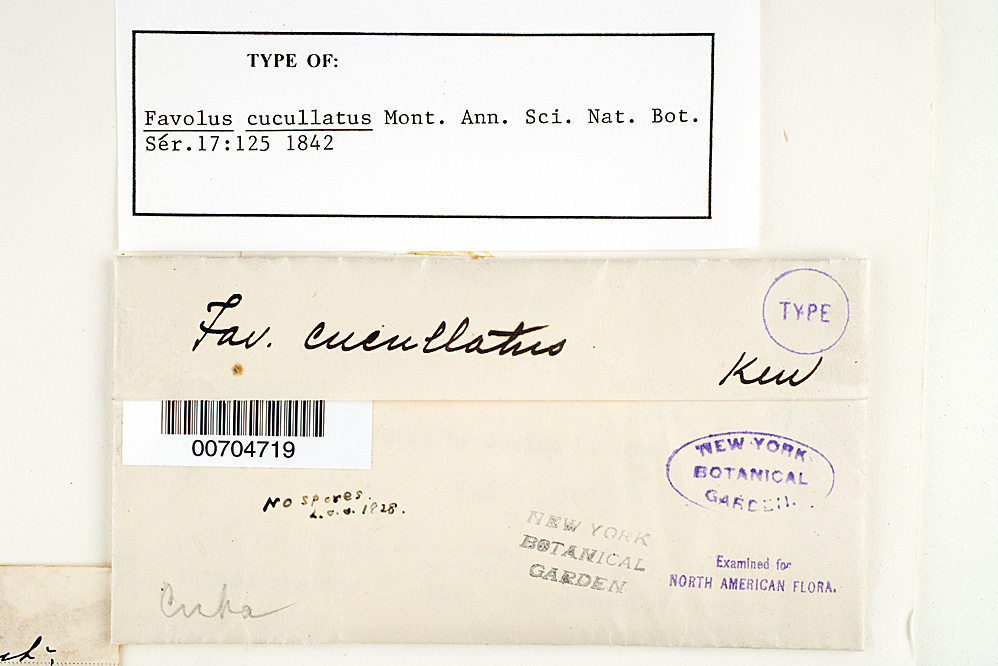 TYPE OF:
Favolus cucullatus Mont. Ann. Sci. Nat. Bot.
Sér.17:125 1842
TYPE
Fav. cucullatus
Kew
00704719
NEW YORK
BOTANICAL
GARDEN.
No spores.
L.O.O. 1928.
NEW YORK
BOTANICAL
GARDEN
Examined for
NORTH AMERICAN FLORA.
Cuba